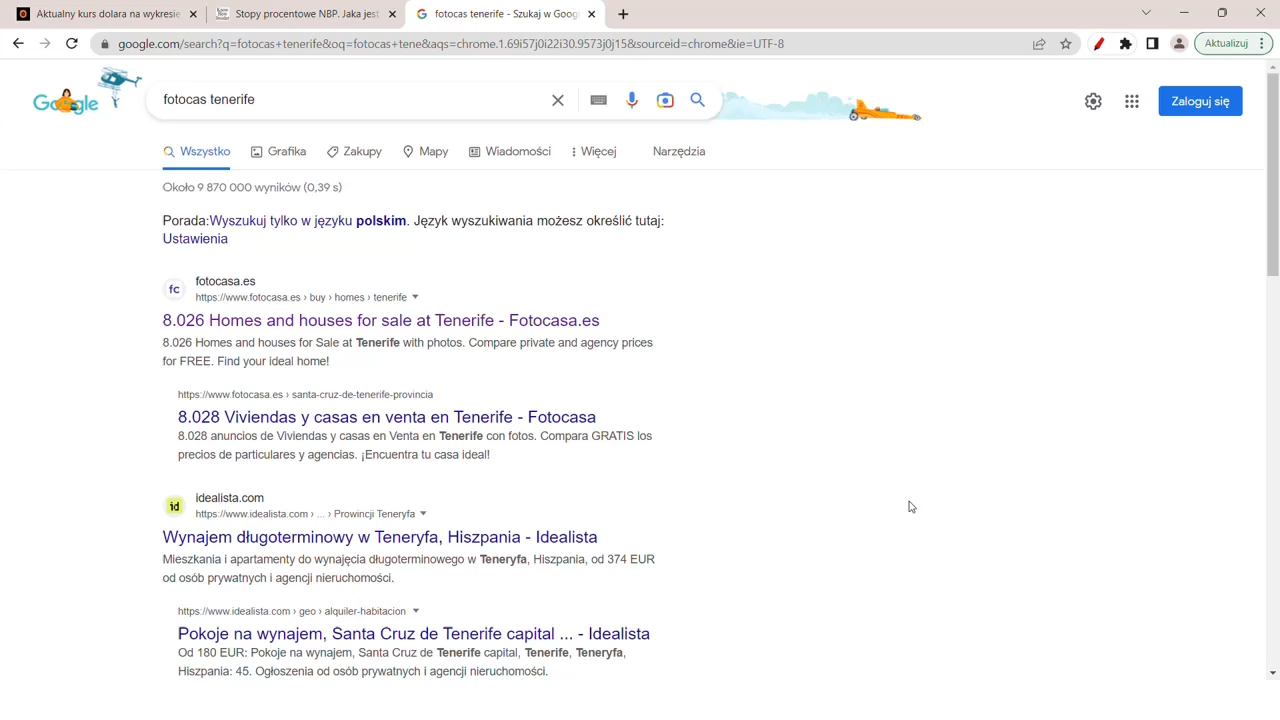 Aktualny kurs dolara na wykresie
Stopy procentowe NBP. Jaka jest
fotocas tenerife - Szukaj w Goog
google.com/search?q=fotocas+tenerife&oq=fotocas+tene&aqs=chrome.1.69i57j0i22i30.9573j0j15&sourceid=chrome&ie=UTF-8
Aktualizuj
Google
fotocas tenerife
Zaloguj się
Wszystko
Grafika
Zakupy
Mapy
Wiadomości
Więcej
Narzędzia
Około 9 870 000 wyników (0,39 s)
Porada:Wyszukuj tylko w języku polskim. Język wyszukiwania możesz określić tutaj:
Ustawienia
fc
fotocasa.es
https://www.fotocasa.es › buy › homes › tenerife
8.026 Homes and houses for sale at Tenerife - Fotocasa.es
8.026 Homes and houses for Sale at Tenerife with photos. Compare private and agency prices
for FREE. Find your ideal home!
https://www.fotocasa.es › santa-cruz-de-tenerife-provincia
8.028 Viviendas y casas en venta en Tenerife - Fotocasa
8.028 anuncios de Viviendas y casas en Venta en Tenerife con fotos. Compara GRATIS los
precios de particulares y agencias. ¡Encuentra tu casa ideal!
id
idealista.com
https://www.idealista.com › ... › Prowincji Teneryfa
Wynajem długoterminowy w Teneryfa, Hiszpania - Idealista
Mieszkania i apartamenty do wynajęcia długoterminowego w Teneryfa, Hiszpania, od 374 EUR
od osób prywatnych i agencji nieruchomości.
https://www.idealista.com › geo › alquiler-habitacion
Pokoje na wynajem, Santa Cruz de Tenerife capital ... - Idealista
Od 180 EUR: Pokoje na wynajem, Santa Cruz de Tenerife capital, Tenerife, Teneryfa,
Hiszpania: 45. Ogłoszenia od osób prywatnych i agencji nieruchomości.